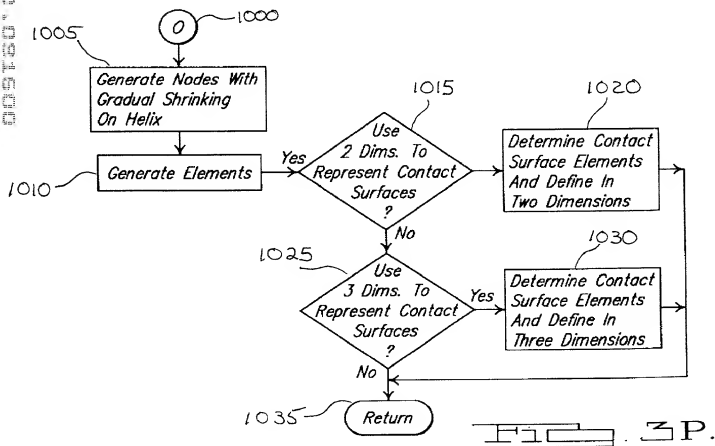 1000
O
1005
Generate Nodes With
Gradual Shrinking
On Helix
1010
Generate Elements
Yes
1015
Use
2 Dims. To
Represent Contact
Surfaces
?
No
1020
Determine Contact
Surface Elements
And Define In
Two Dimensions
1025
Use
3 Dims. To
Represent Contact
Surfaces
?
Yes
No
1030
Determine Contact
Surface Elements
And Define In
Three Dimensions
1035
Return
FIG. 3P.